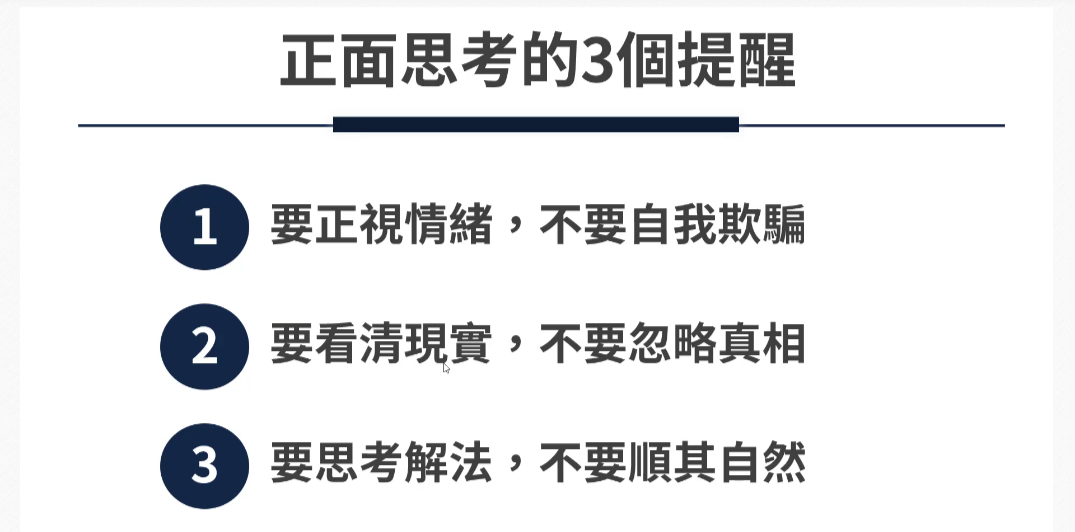 正面思考的3個提醒
1 要正視情緒，不要自我欺騙
2 要看清現實，不要忽略真相
3 要思考解法，不要順其自然